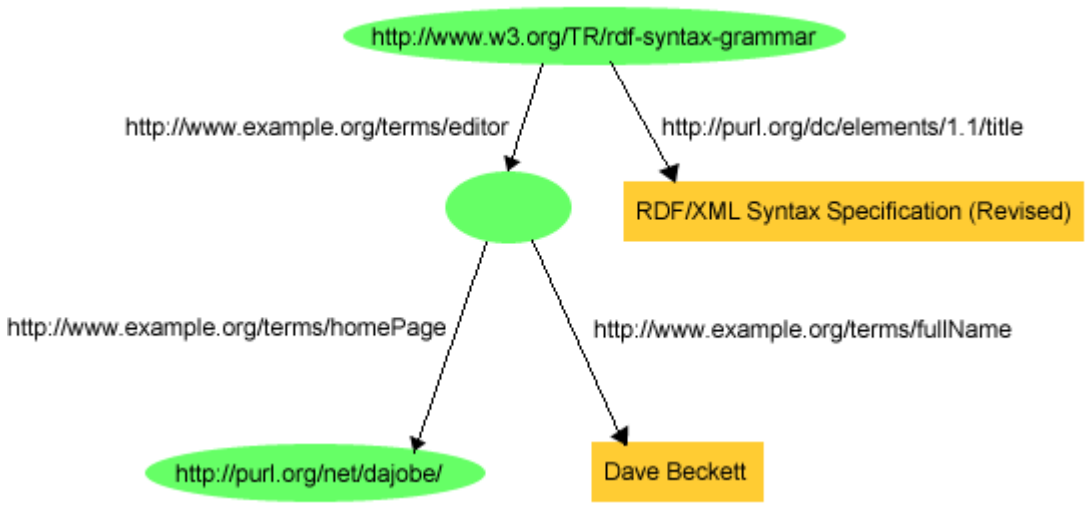 http://www.w3.org/TR/rdf-syntax-grammar
http://www.example.org/terms/editor
http://purl.org/dc/elements/1.1/title
RDF/XML Syntax Specification (Revised)
http://www.example.org/terms/homePage
http://www.example.org/terms/fullName
http://purl.org/net/dajobe/
Dave Beckett